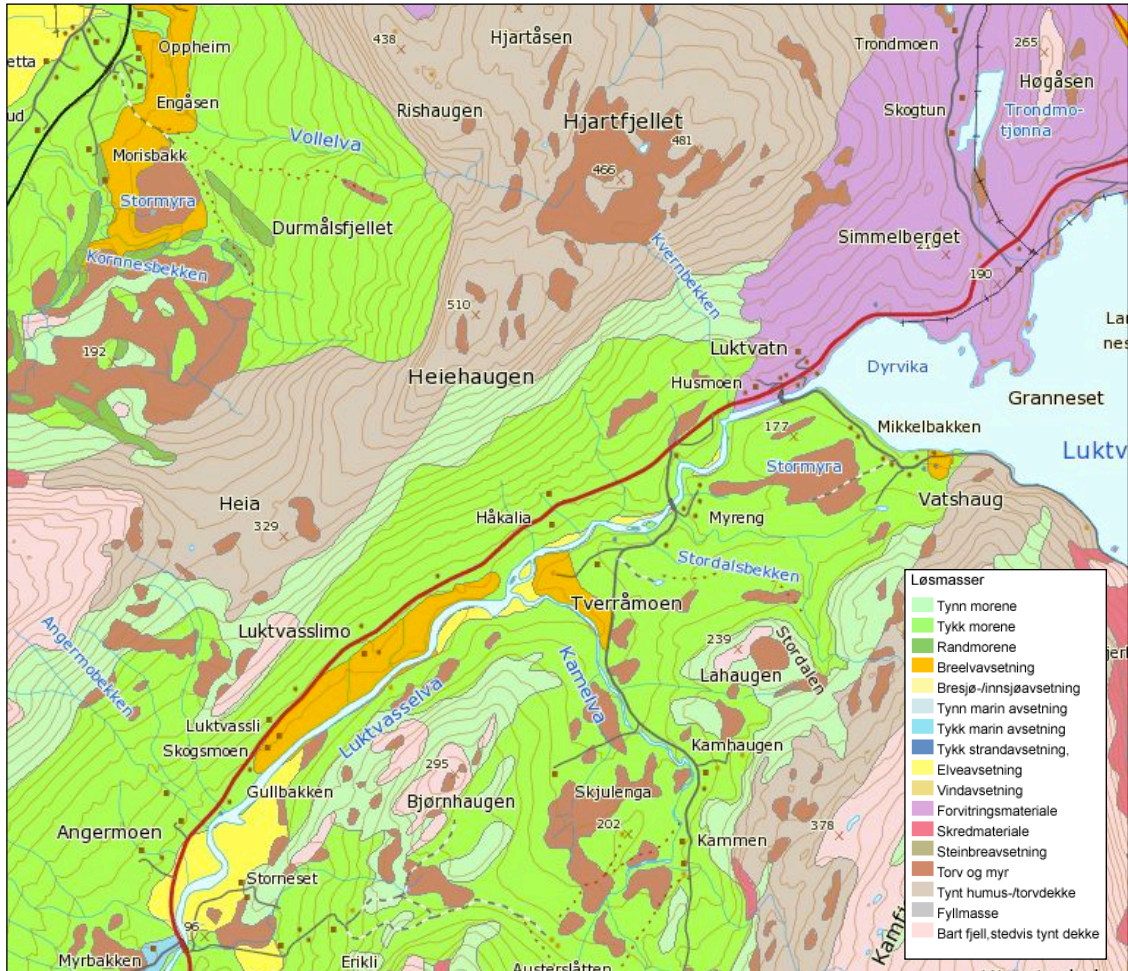 438
Hjartåsen
Trondmoen
265
Høgåsen
Oppheim
etta
Engåsen
Rishaugen
Hjartfjellet
481
Skogtun
Trondmo-
tjønna
ud
Vollelva
Morisbakk
466
Stormyra
Durmålsfjellet
Simmelberget
Kornnesbekken
Kvernbekken
190
510
Luktvatn
192
Heiehaugen
Husmoen
Dyrvika
Granneset
177
Mikkelbakken
Luktv
Stormyra
Vatshaug
Heia
329
Håkalia
Myreng
Stordalsbekken
Tverråmoen
Angermobekken
Luktvasslimo
239
Lahaugen
Stordalen
Kamelva
Luktvasselva
Luktvassli
Skogsmoen
Kamhaugen
295
Gullbakken
Bjørnhaugen
Skjulenga
202
378
Angermoen
Kammen
Storneset
96
Myrbakken
Erikli
Austerslåtten
Løsmasser
Tynn morene
Tykk morene
Randmorene
Breelvavsetning
Bresjø-/innsjøavsetning
Tynn marin avsetning
Tykk marin avsetning
Tykk strandavsetning,
Elveavsetning
Vindavsetning
Forvitringsmateriale
Skredmateriale
Steinbreavsetning
Torv og myr
Tynt humus-/torvdekke
Fyllmasse
Bart fjell,stedvis tynt dekke